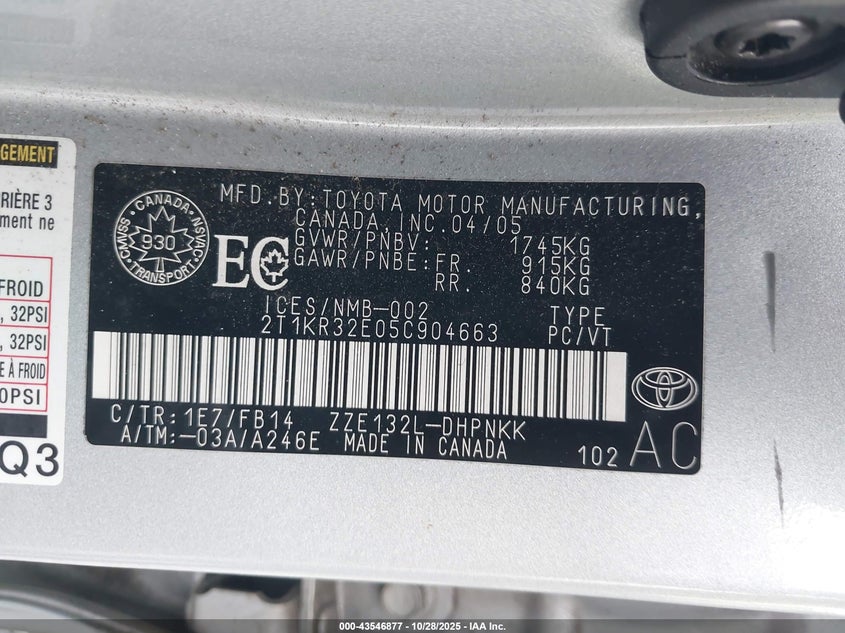 GEMENT
RIÈRE 3
ment ne
FROID
, 32PSI
, 32PSI
E À FROID
0PSI
Q3
CANADA
CMVSS
NSVAC
930
TRANSPORT
EC
MFD.BY:TOYOTA MOTOR MANUFACTURING,
CANADA,INC.04/05
GVWR/PNBV: 1745KG
GAWR/PNBE:FR. 915KG
RR. 840KG
ICES/NMB-002 TYPE
2T1KR32E05C904663 PC/VT
C/TR:1E7/FB14 ZZE132L-DHPNKK
A/TM:-03A/A246E MADE IN CANADA
102 AC
000-43546877 - 10/28/2025 - IAA Inc.